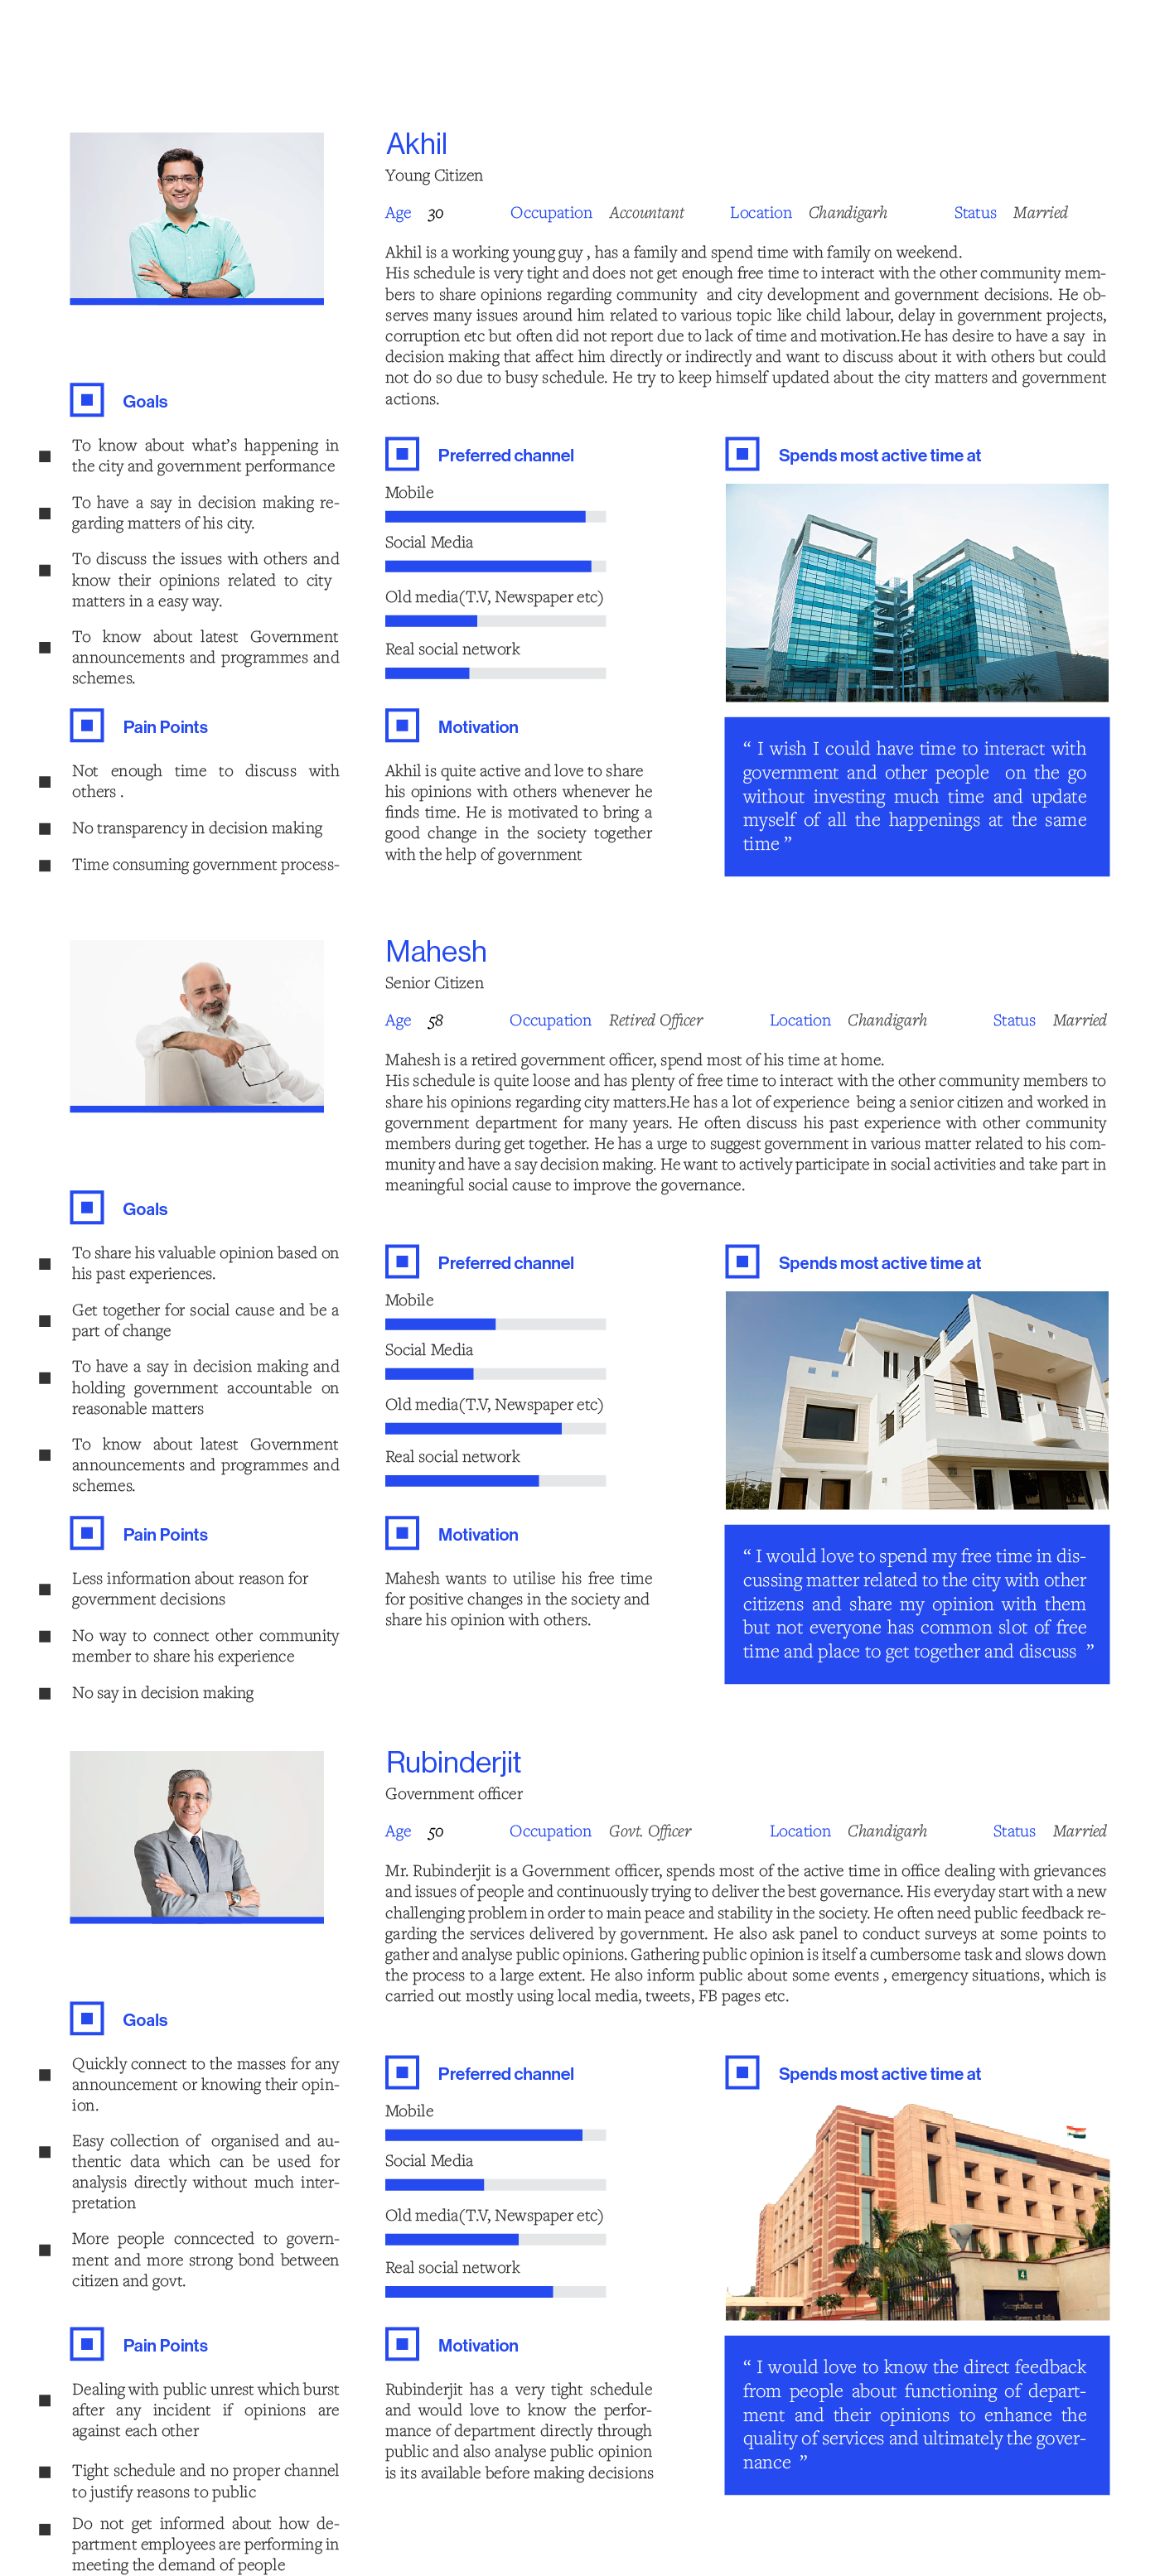 Akhil
Young Citizen
Age 30 Occupation Accountant Location Chandigarh Status Married
Akhil is a working young guy , has a family and spend time with family on weekend.
His schedule is very tight and does not get enough free time to interact with the other community mem-
bers to share opinions regarding community and city development and government decisions. He ob-
serves many issues around him related to various topic like child labour, delay in government projects,
corruption etc but often did not report due to lack of time and motivation.He has desire to have a say in
decision making that affect him directly or indirectly and want to discuss about it with others but could
not do so due to busy schedule. He try to keep himself updated about the city matters and government
actions.
Goals
To know about what's happening in
the city and government performance
To have a say in decision making re-
garding matters of his city.
To discuss the issues with others and
know their opinions related to city
matters in a easy way.
To know about latest Government
announcements and programmes and
schemes.
Pain Points
Not enough time to discuss with
others .
No transparency in decision making
Time consuming government process-
Preferred channel
Mobile
Social Media
Old media(T.V, Newspaper etc)
Real social network
Motivation
Akhil is quite active and love to share
his opinions with others whenever he
finds time. He is motivated to bring a
good change in the society together
with the help of government
Spends most active time at
“ I wish I could have time to interact with
government and other people on the go
without investing much time and update
myself of all the happenings at the same
time ”
Mahesh
Senior Citizen
Age 58 Occupation Retired Officer Location Chandigarh Status Married
Mahesh is a retired government officer, spend most of his time at home.
His schedule is quite loose and has plenty of free time to interact with the other community members to
share his opinions regarding city matters.He has a lot of experience being a senior citizen and worked in
government department for many years. He often discuss his past experience with other community
members during get together. He has a urge to suggest government in various matter related to his com-
munity and have a say decision making. He want to actively participate in social activities and take part in
meaningful social cause to improve the governance.
Goals
To share his valuable opinion based on
his past experiences.
Get together for social cause and be a
part of change
To have a say in decision making and
holding government accountable on
reasonable matters
To know about latest Government
announcements and programmes and
schemes.
Pain Points
Less information about reason for
government decisions
No way to connect other community
member to share his experience
No say in decision making
Preferred channel
Mobile
Social Media
Old media(T.V, Newspaper etc)
Real social network
Motivation
Mahesh wants to utilise his free time
for positive changes in the society and
share his opinion with others.
Spends most active time at
“ I would love to spend my free time in dis-
cussing matter related to the city with other
citizens and share my opinion with them
but not everyone has common slot of free
time and place to get together and discuss ”
Rubinderjit
Government officer
Age 50 Occupation Govt. Officer Location Chandigarh Status Married
Mr. Rubinderjit is a Government officer, spends most of the active time in office dealing with grievances
and issues of people and continuously trying to deliver the best governance. His everyday start with a new
challenging problem in order to main peace and stability in the society. He often need public feedback re-
garding the services delivered by government. He also ask panel to conduct surveys at some points to
gather and analyse public opinions. Gathering public opinion is itself a cumbersome task and slows down
the process to a large extent. He also inform public about some events , emergency situations, which is
carried out mostly using local media, tweets, FB pages etc.
Goals
Quickly connect to the masses for any
announcement or knowing their opin-
ion.
Easy collection of organised and au-
thentic data which can be used for
analysis directly without much inter-
pretation
More people conncected to govern-
ment and more strong bond between
citizen and govt.
Pain Points
Dealing with public unrest which burst
after any incident if opinions are
against each other
Tight schedule and no proper channel
to justify reasons to public
Do not get informed about how de-
partment employees are performing in
meeting the demand of people
Preferred channel
Mobile
Social Media
Old media(T.V, Newspaper etc)
Real social network
Motivation
Rubinderjit has a very tight schedule
and would love to know the perfor-
mance of department directly through
public and also analyse public opinion
is its available before making decisions
Spends most active time at
4
“ I would love to know the direct feedback
from people about functioning of depart-
ment and their opinions to enhance the
quality of services and ultimately the gover-
nance ”